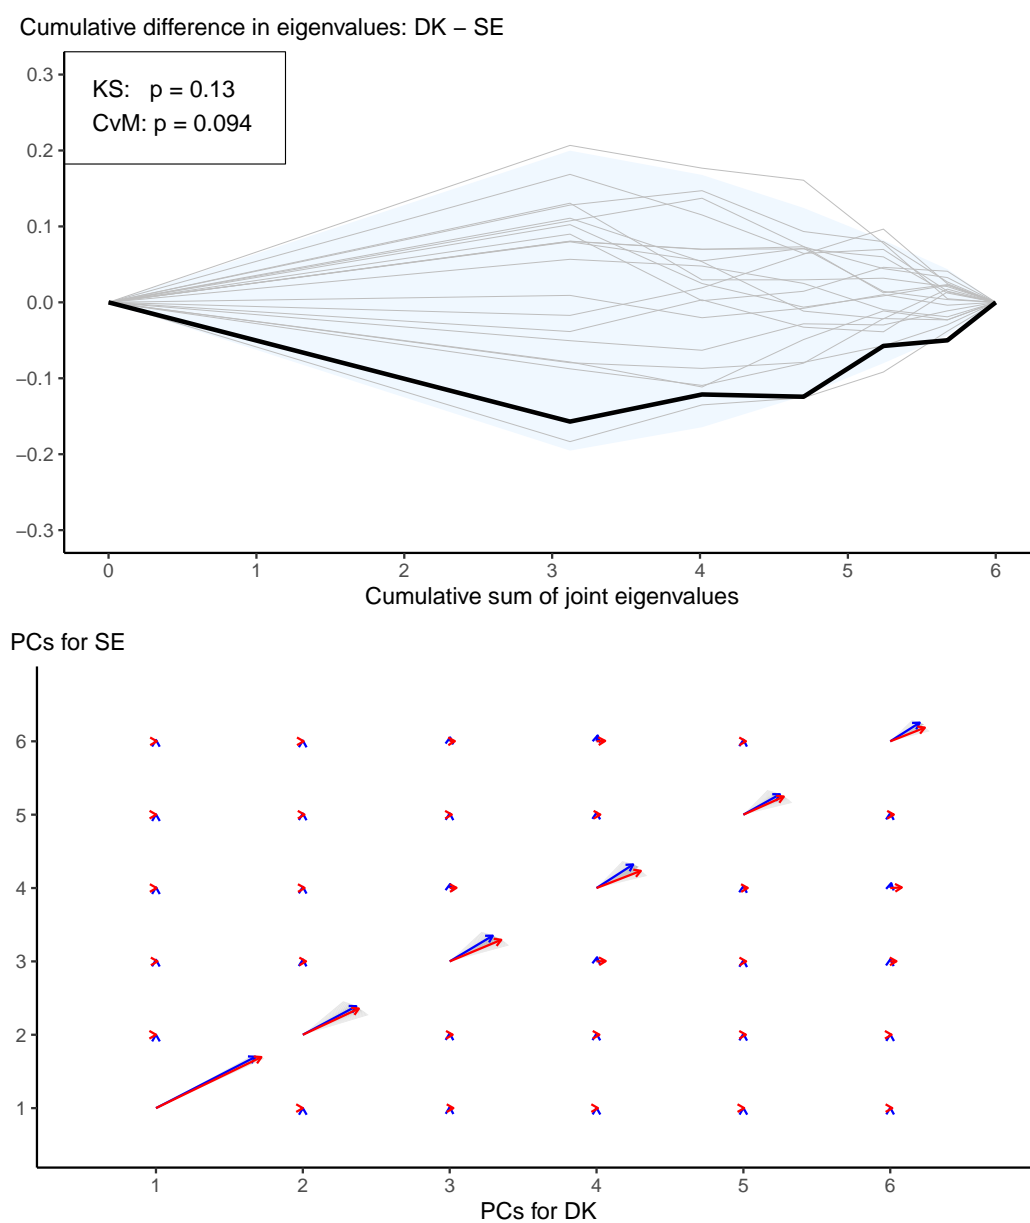 Cumulative difference in eigenvalues: DK − SE
KS: p = 0.13
CvM: p = 0.094
0.3
0.2
0.1
0.0
−0.1
−0.2
−0.3
0 1 2 3 4 5 6
Cumulative sum of joint eigenvalues
PCs for SE
6
5
4
3
2
1
1 2 3 4 5 6
PCs for DK